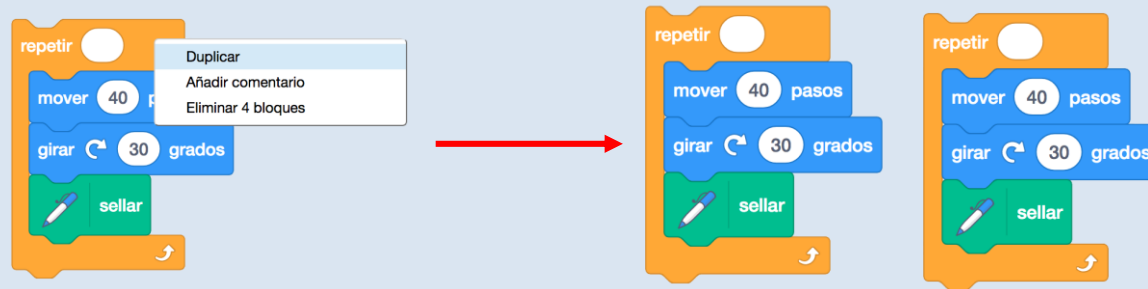 repetir
Duplicar
Añadir comentario
Eliminar 4 bloques
mover 40
girar 30 grados
sellar
repetir
mover 40 pasos
girar 30 grados
sellar
repetir
mover 40 pasos
girar 30 grados
sellar